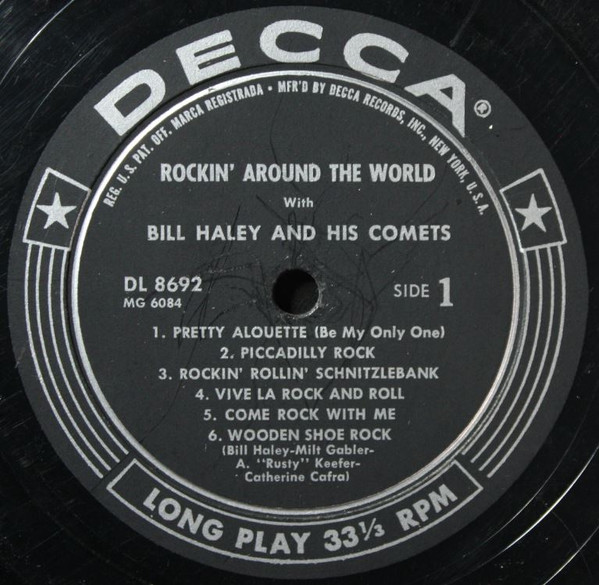 DECCA®
REG. U.S. PAT. OFF. MARCA REGISTRADA • MFR'D BY DECCA RECORDS, INC., NEW YORK, U.S.A.
ROCKIN' AROUND THE WORLD
With
BILL HALEY AND HIS COMETS
DL 8692
MG 6084
SIDE 1
1. PRETTY ALOUETTE (Be My Only One)
2. PICCADILLY ROCK
3. ROCKIN' ROLLIN' SCHNITZLEBANK
4. VIVE LA ROCK AND ROLL
5. COME ROCK WITH ME
6. WOODEN SHOE ROCK
(Bill Haley-Milt Gabler-
A. "Rusty" Keefer-
Catherine Cafra)
LONG PLAY 33⅓ RPM